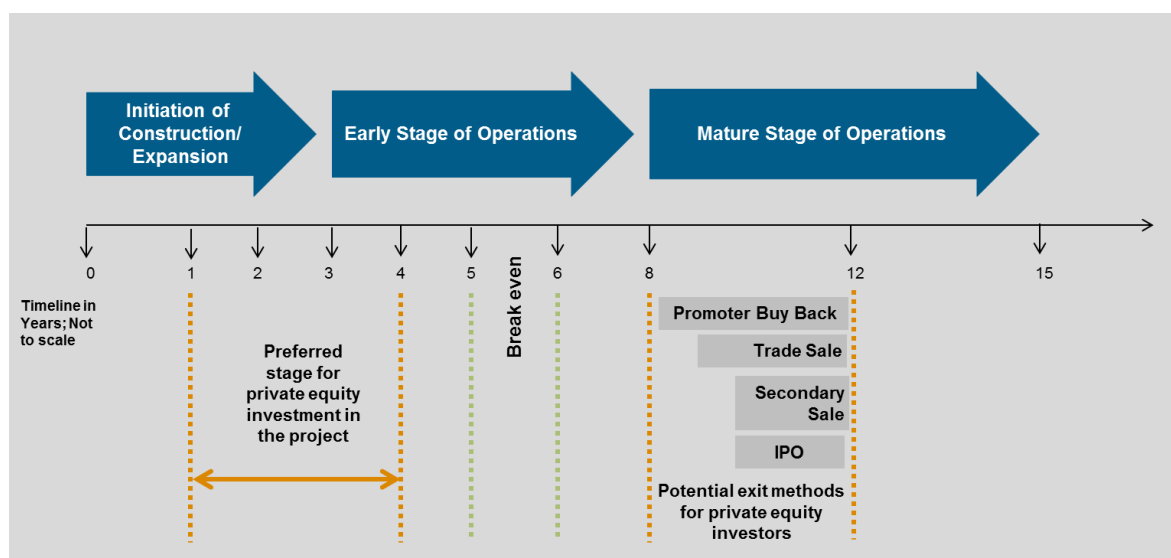 Initiation of
Construction/
Expansion
Early Stage of Operations
Mature Stage of Operations
0
1
2
3
4
5
6
8
12
15
Timeline in
Years; Not
to scale
Break even
Preferred
stage for
private equity
investment in
the project
Promoter Buy Back
Trade Sale
Secondary
Sale
IPO
Potential exit methods
for private equity
investors